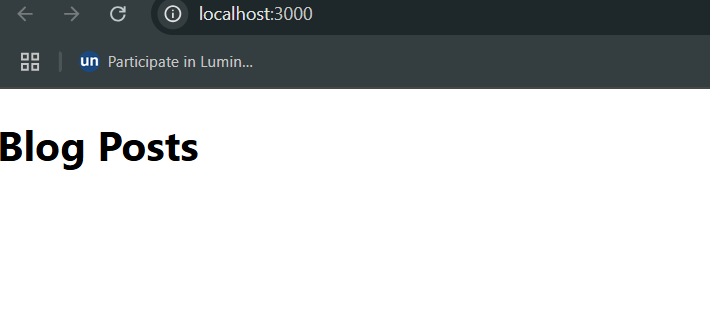 localhost:3000
un Participate in Lumin...
Blog Posts